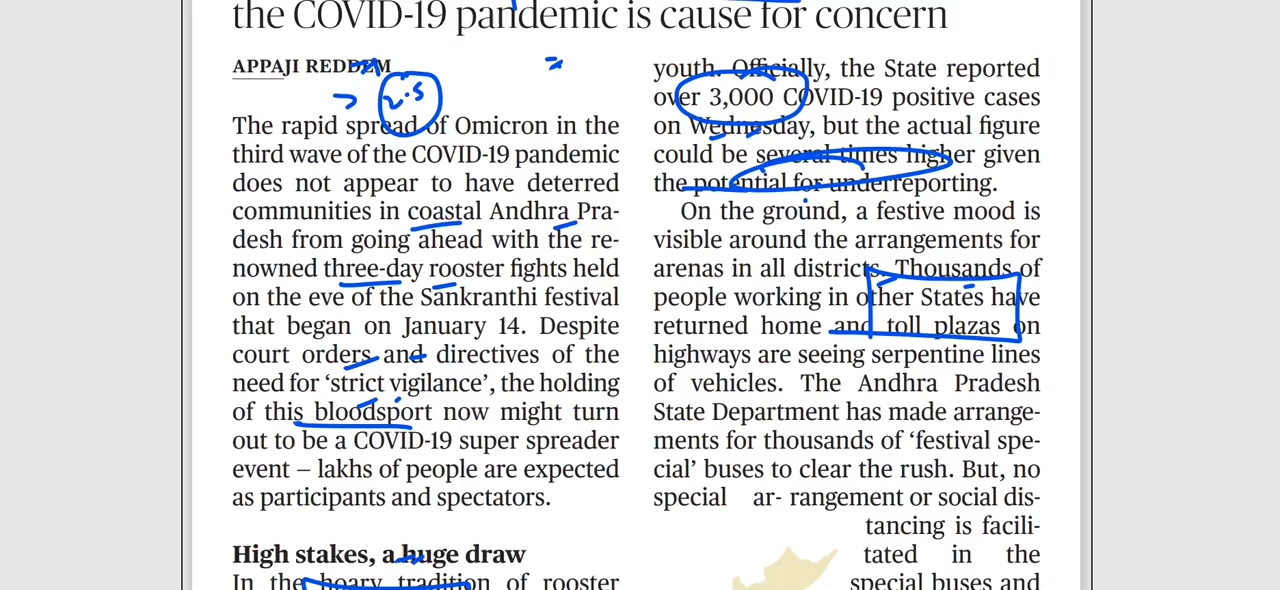 the COVID-19 pandemic is cause for concern
APPAJI REDDEM
2.5
The rapid spread of Omicron in the
third wave of the COVID-19 pandemic
does not appear to have deterred
communities in coastal Andhra Pra-
desh from going ahead with the re-
nowned three-day rooster fights held
on the eve of the Sankranthi festival
that began on January 14. Despite
court orders and directives of the
need for ‘strict vigilance’, the holding
of this bloodsport now might turn
out to be a COVID-19 super spreader
event – lakhs of people are expected
as participants and spectators.
High stakes, a huge draw
In the hoary tradition of rooster
youth. Officially, the State reported
over 3,000 COVID-19 positive cases
on Wednesday, but the actual figure
could be several times higher given
the potential for underreporting.
On the ground, a festive mood is
visible around the arrangements for
arenas in all districts. Thousands of
people working in other States have
returned home and toll plazas on
highways are seeing serpentine lines
of vehicles. The Andhra Pradesh
State Department has made arrange-
ments for thousands of ‘festival spe-
cial’ buses to clear the rush. But, no
special ar- rangement or social dis-
tancing is facili-
tated in the
special buses and